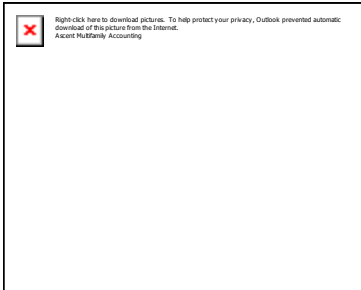 Right-click here to download pictures. To help protect your privacy, Outlook prevented automatic
download of this picture from the Internet.
Ascent Multifamily Accounting